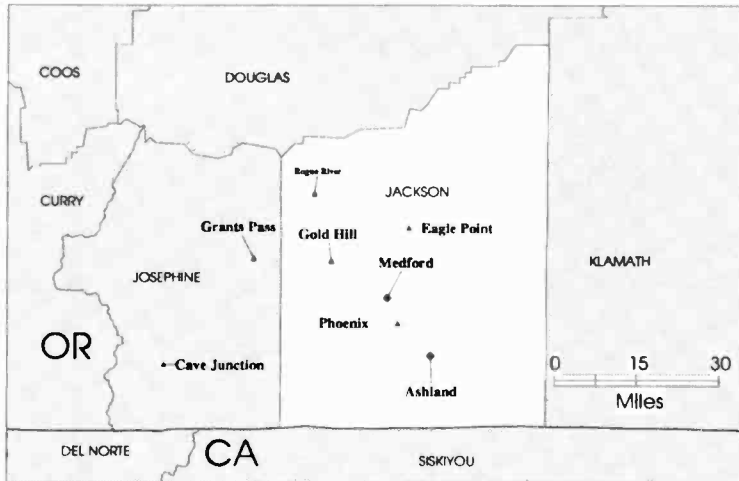 COOS
DOUGLAS
Rogue River
JACKSON
CURRY
Grants Pass
Gold Hill
Eagle Point
Medford
KLAMATH
JOSEPHINE
Phoenix
OR
Cave Junction
0 15 30
Miles
Ashland
DEL NORTE
CA
SISKIYOU